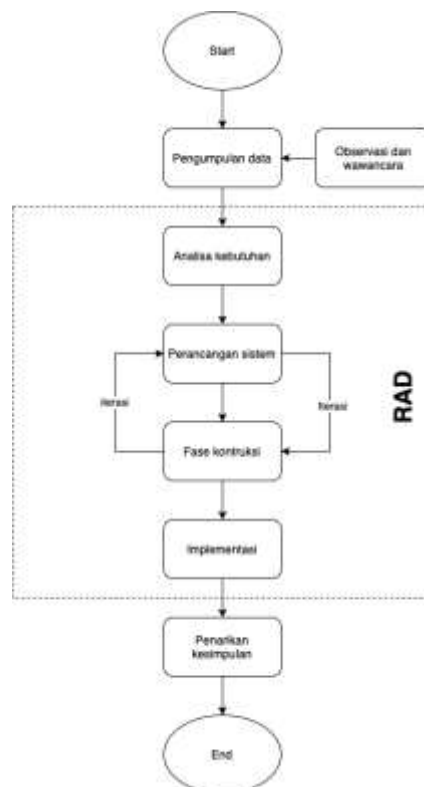 Start
Pengumpulan data
Observasi dan
wawancara
Analisa kebutuhan
Perancangan sistem
Iterasi
Iterasi
RAD
Fase kontruksi
Implementasi
Penarikan
kesimpulan
End